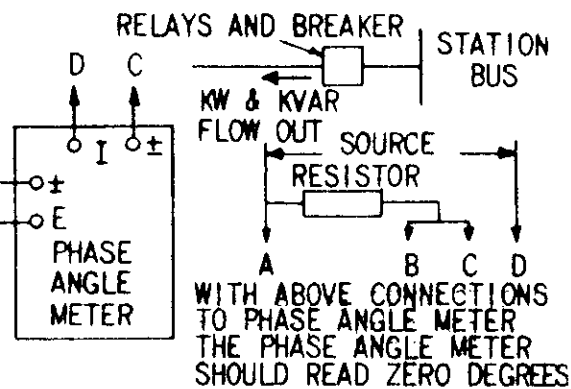 RELAYS AND BREAKER
STATION
BUS
D C
KW & KVAR
FLOW OUT
I ±
±
E
PHASE
ANGLE
METER
SOURCE
RESISTOR
A B C D
WITH ABOVE CONNECTIONS
TO PHASE ANGLE METER
THE PHASE ANGLE METER
SHOULD READ ZERO DEGREES